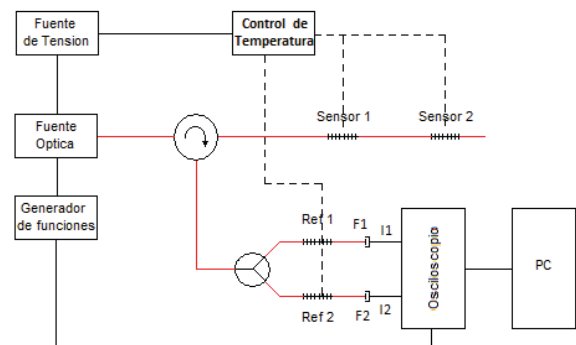 Fuente
de Tension
Control de
Temperatura
Sensor 1
Sensor 2
Fuente
Optica
Generador
de funciones
Ref 1
F1
I1
Osciloscopio
PC
Ref 2
F2
I2